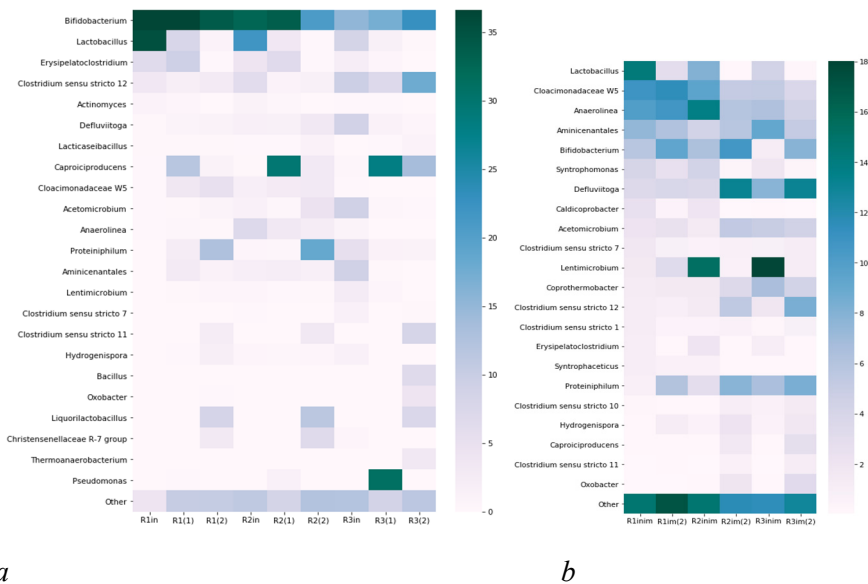 Bifidobacterium
Lactobacillus
Erysipelatoclostridium
Clostridium sensu stricto 12
Actinomyces
Defluviitoga
Lacticaseibacillus
Caproiciproducens
Cloacimonadaceae W5
Acetomicrobium
Anaerolinea
Proteiniphilum
Aminicenantales
Lentimicrobium
Clostridium sensu stricto 7
Clostridium sensu stricto 11
Hydrogenispora
Bacillus
Oxobacter
Liquorilactobacillus
Christensenellaceae R-7 group
Thermoanaerobacterium
Pseudomonas
Other
R1in R1(1) R1(2) R2in R2(1) R2(2) R3in R3(1) R3(2)
35
30
25
20
15
10
5
0
a
Lactobacillus
Cloacimonadaceae W5
Anaerolinea
Aminicenantales
Bifidobacterium
Syntrophomonas
Defluviitoga
Caldicoprobacter
Acetomicrobium
Clostridium sensu stricto 7
Lentimicrobium
Coprothermobacter
Clostridium sensu stricto 12
Clostridium sensu stricto 1
Erysipelatoclostridium
Syntrophaceticus
Proteiniphilum
Clostridium sensu stricto 10
Hydrogenispora
Caproiciproducens
Clostridium sensu stricto 11
Oxobacter
Other
R1inim R1im(2) R2inim R2im(2) R3inim R3im(2)
18
16
14
12
10
8
6
4
2
b